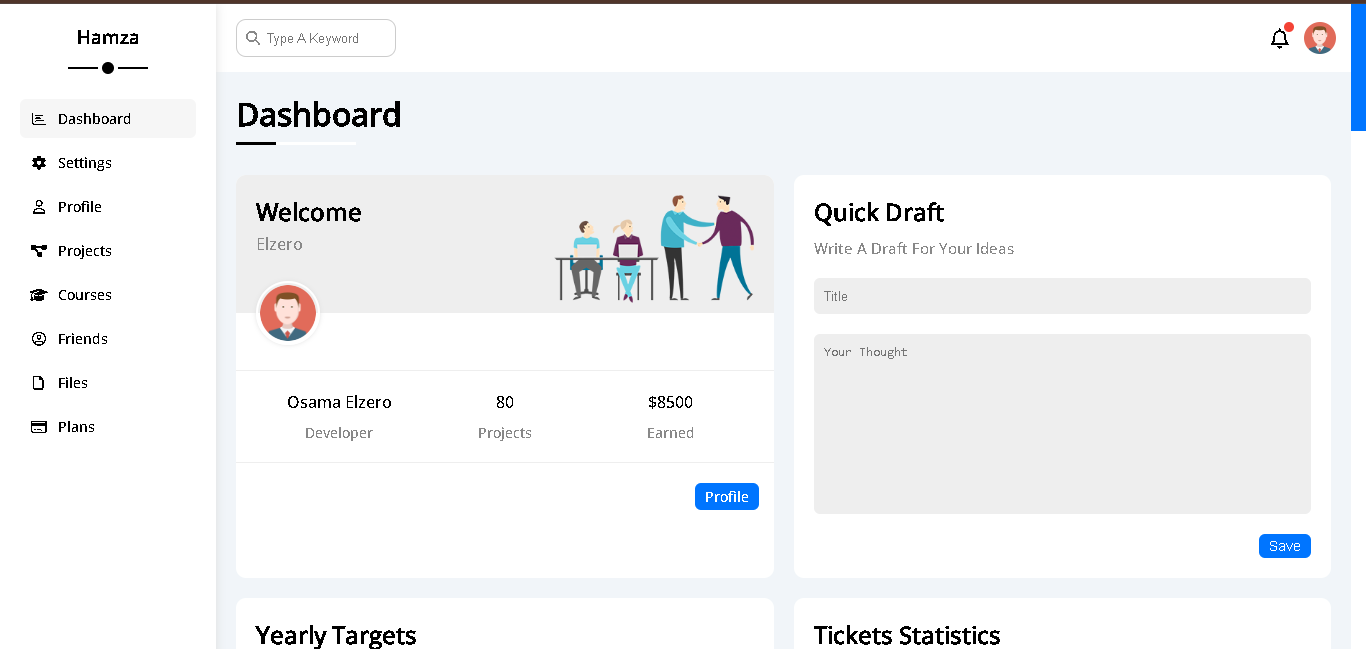 Hamza
Dashboard
Settings
Profile
Projects
Courses
Friends
Files
Plans
Type A Keyword
Dashboard
Welcome
Elzero
Osama Elzero
Developer
80
Projects
$8500
Earned
Profile
Quick Draft
Write A Draft For Your Ideas
Title
Your Thought
Save
Yearly Targets
Tickets Statistics